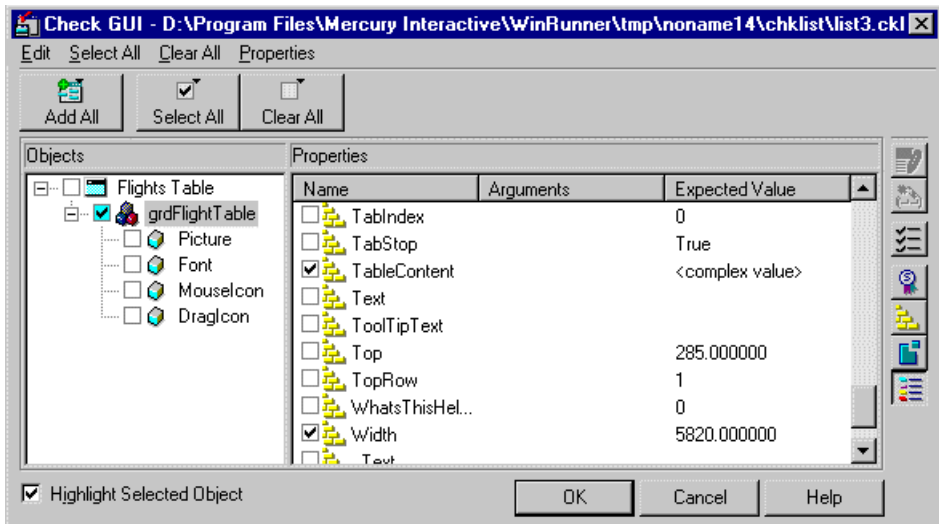 Check GUI - D:\Program Files\Mercury Interactive\WinRunner\tmp\noname14\chklist\list3.ckl
Edit Select All Clear All Properties
Add All Select All Clear All
Objects
Flights Table
grdFlightTable
Picture
Font
MouseIcon
DragIcon
Properties
Name Arguments Expected Value
TabIndex 0
TabStop True
TableContent <complex value>
Text
ToolTipText
Top 285.000000
TopRow 1
WhatsThisHel... 0
Width 5820.000000
Text
Highlight Selected Object
OK Cancel Help